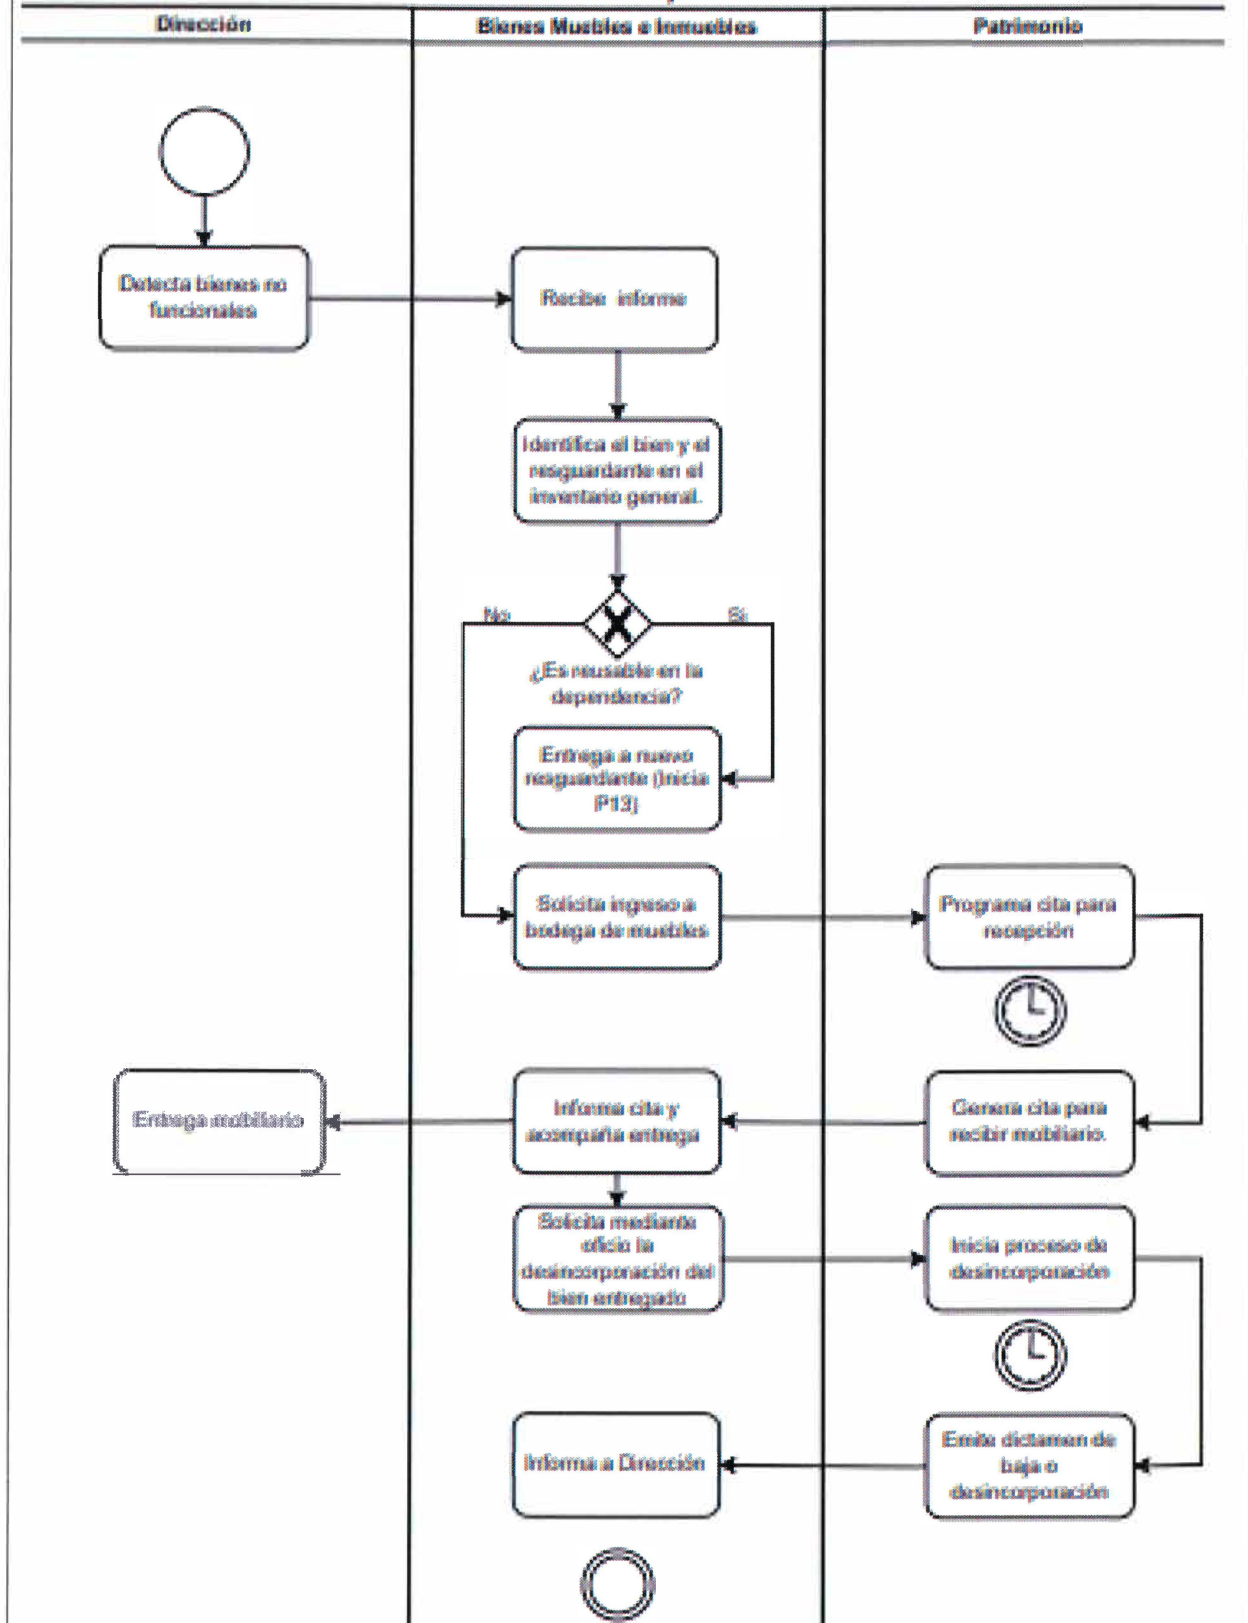 Dirección
Bienes Muebles e Inmuebles
Patrimonio
Detecta bienes no
funcionales
Recibe informe
Identifica el bien y el
resguardante en el
inventario general.
No
Si
¿Es reusable en la
dependencia?
Entrega a nuevo
resguardante (Inicia
P13)
Solicita ingreso a
bodega de muebles
Programa cita para
recepción
Entrega mobiliario
Informa cita y
acompaña entrega
Genera cita para
recibir mobiliario.
Solicita mediante
oficio la
desincorporación del
bien entregado
Inicia proceso de
desincorporación
Informa a Dirección
Emite dictamen de
baja o
desincorporación